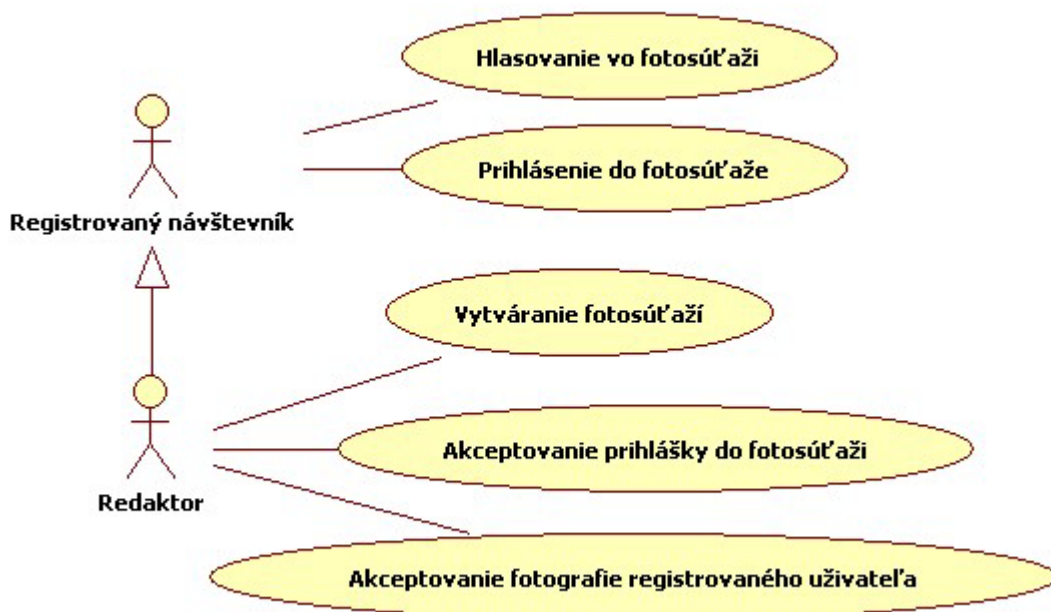 Hlasovanie vo fotosúťaži
Prihlásenie do fotosúťaže
Registrovaný návštevník
Vytváranie fotosúťaží
Akceptovanie prihlášky do fotosúťaži
Redaktor
Akceptovanie fotografie registrovaného uživateľa